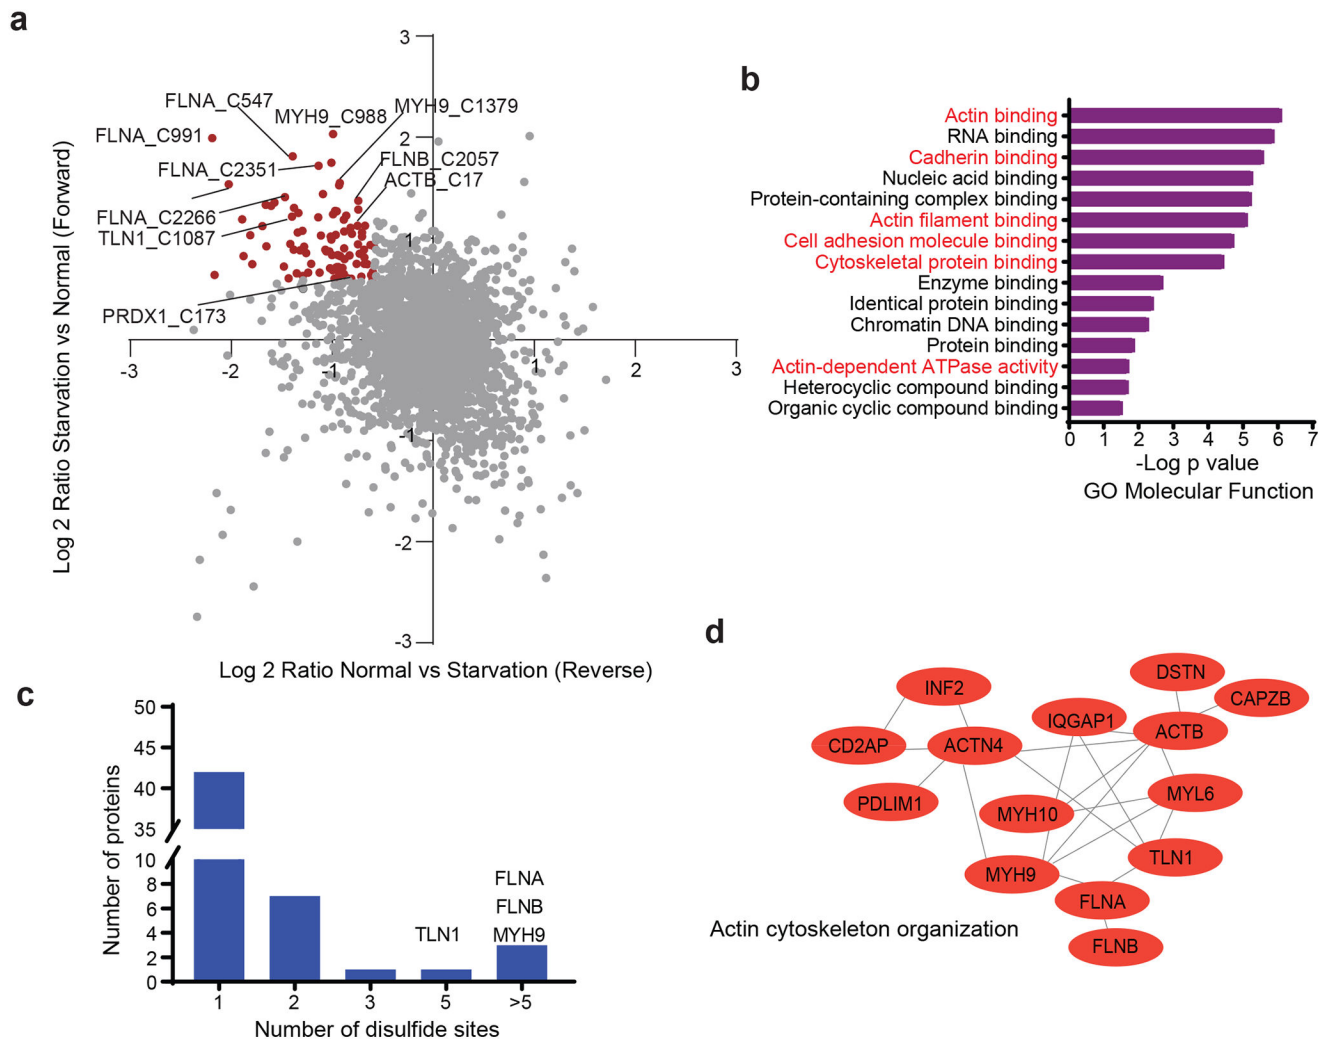 a
Log 2 Ratio Starvation vs Normal (Forward)
3
2
1
-1
-2
-3
-3
-2
-1
1
2
3
FLNA_C547
MYH9_C988
MYH9_C1379
FLNA_C991
FLNA_C2351
FLNB_C2057
ACTB_C17
FLNA_C2266
TLN1_C1087
PRDX1_C173
Log 2 Ratio Normal vs Starvation (Reverse)
b
Actin binding
RNA binding
Cadherin binding
Nucleic acid binding
Protein-containing complex binding
Actin filament binding
Cell adhesion molecule binding
Cytoskeletal protein binding
Enzyme binding
Identical protein binding
Chromatin DNA binding
Protein binding
Actin-dependent ATPase activity
Heterocyclic compound binding
Organic cyclic compound binding
0 1 2 3 4 5 6 7
-Log p value
GO Molecular Function
c
Number of proteins
50
45
40
35
10
8
6
4
2
0
FLNA
FLNB
TLN1 MYH9
1 2 3 5 >5
Number of disulfide sites
d
INF2
DSTN
CAPZB
IQGAP1
ACTB
CD2AP
ACTN4
PDLIM1
MYH10
MYL6
MYH9
TLN1
FLNA
FLNB
Actin cytoskeleton organization